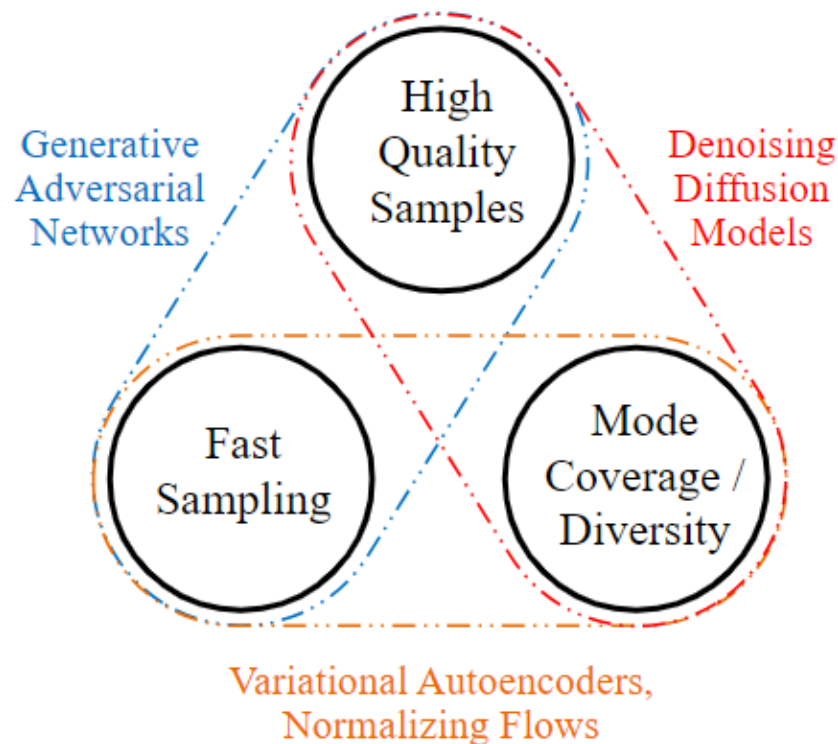 High
Quality
Samples
Generative
Adversarial
Networks
Denoising
Diffusion
Models
Fast
Sampling
Mode
Coverage /
Diversity
Variational Autoencoders,
Normalizing Flows